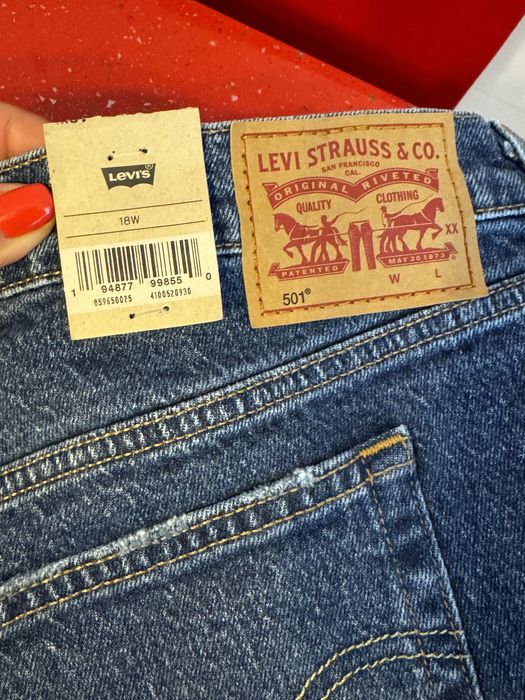 LEVI'S®
18W
1 94877 99855 0
859650025 4100520930
LEVI STRAUSS & CO.
SAN FRANCISCO
CAL.
ORIGINAL RIVETED
QUALITY CLOTHING
XX
PATENTED MAY 20 1873
W L
501®